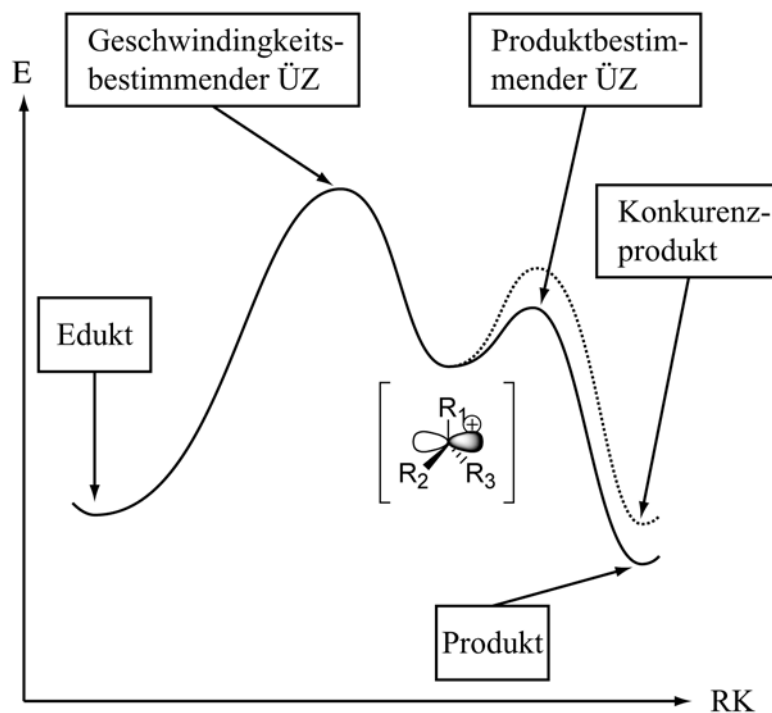 Geschwindingkeits-
bestimmender ÜZ
Produktbestim-
mender ÜZ
E
Konkurenz-
produkt
Edukt
R1
⊕
R2
R3
Produkt
RK